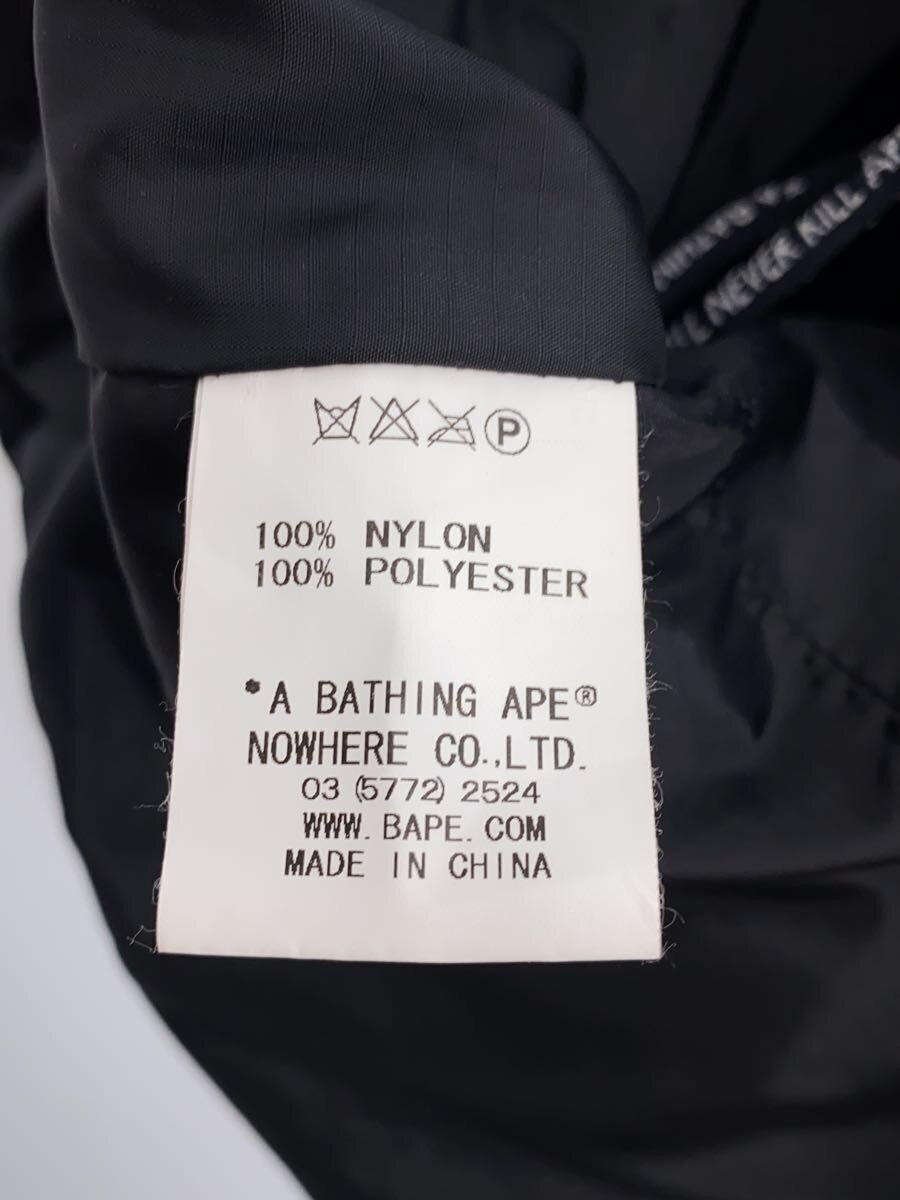 NEVER KILL
P
100% NYLON
100% POLYESTER
*A BATHING APE®
NOWHERE CO.,LTD.
03 (5772) 2524
WWW.BAPE.COM
MADE IN CHINA